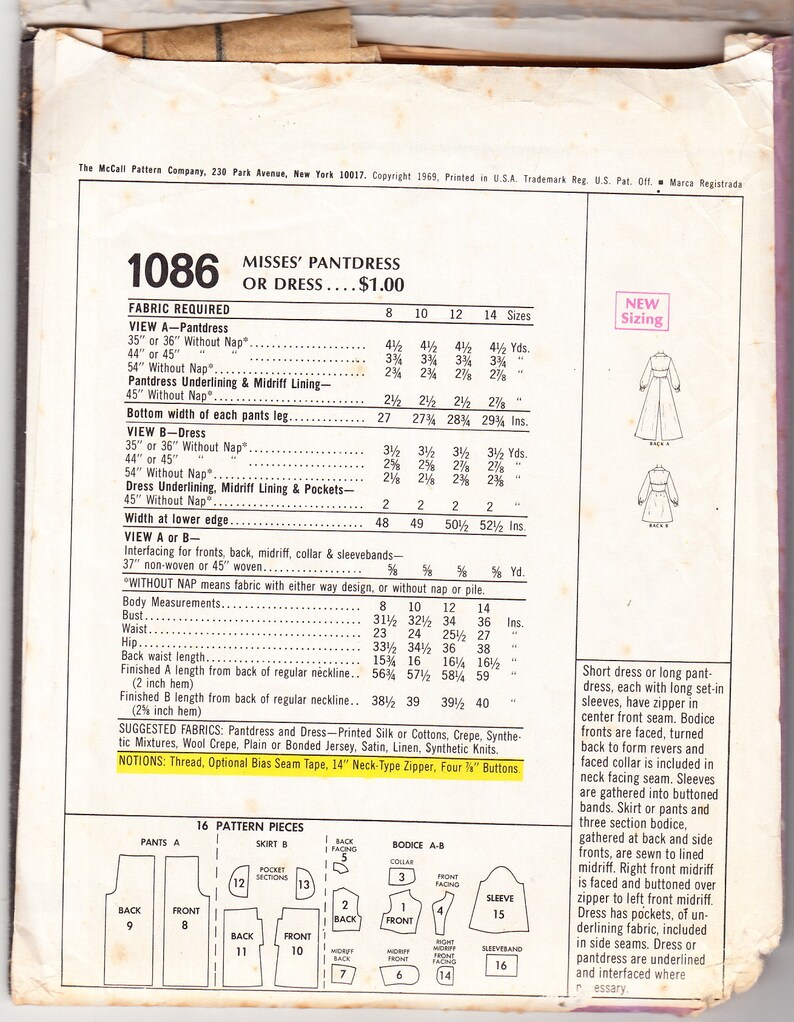 The McCall Pattern Company, 230 Park Avenue, New York 10017. Copyright 1969, Printed in U.S.A. Trademark Reg. U.S. Pat. Off. ■ Marca Registrada
1086 MISSES' PANTDRESS
OR DRESS....$1.00
FABRIC REQUIRED 8 10 12 14 Sizes
VIEW A—Pantdress
35" or 36" Without Nap*........................ 4½ 4½ 4½ 4½ Yds.
44" or 45" " " ........................ 3¾ 3¾ 3¾ 3¾ "
54" Without Nap*............................... 2¾ 2¾ 2⅞ 2⅞ "
Pantdress Underlining & Midriff Lining—
45" Without Nap*............................... 2½ 2½ 2½ 2⅞ "
Bottom width of each pants leg............... 27 27¾ 28¾ 29¾ Ins.
VIEW B—Dress
35" or 36" Without Nap*........................ 3½ 3½ 3½ 3½ Yds.
44" or 45" " " ........................ 2⅝ 2⅝ 2⅞ 2⅞ "
54" Without Nap*............................... 2⅛ 2⅛ 2⅜ 2⅜ "
Dress Underlining, Midriff Lining & Pockets—
45" Without Nap*............................... 2 2 2 2 "
Width at lower edge........................... 48 49 50½ 52½ Ins.
VIEW A or B—
Interfacing for fronts, back, midriff, collar & sleevebands—
37" non-woven or 45" woven.................. ⅝ ⅝ ⅝ ⅝ Yd.
*WITHOUT NAP means fabric with either way design, or without nap or pile.
Body Measurements............................ 8 10 12 14
Bust........................................... 31½ 32½ 34 36 Ins.
Waist.......................................... 23 24 25½ 27 "
Hip............................................ 33½ 34½ 36 38 "
Back waist length.............................. 15¾ 16 16¼ 16½ "
Finished A length from back of regular neckline.. 56¾ 57½ 58¼ 59 "
(2 inch hem)
Finished B length from back of regular neckline.. 38½ 39 39½ 40 "
(2⅝ inch hem)
SUGGESTED FABRICS: Pantdress and Dress—Printed Silk or Cottons, Crepe, Synthe-
tic Mixtures, Wool Crepe, Plain or Bonded Jersey, Satin, Linen, Synthetic Knits.
NOTIONS: Thread, Optional Bias Seam Tape, 14" Neck-Type Zipper, Four ⅞" Buttons.
NEW
Sizing
BACK A
BACK B
Short dress or long pant-
dress, each with long set-in
sleeves, have zipper in
center front seam. Bodice
fronts are faced, turned
back to form revers and
faced collar is included in
neck facing seam. Sleeves
are gathered into buttoned
bands. Skirt or pants and
three section bodice,
gathered at back and side
fronts, are sewn to lined
midriff. Right front midriff
is faced and buttoned over
zipper to left front midriff.
Dress has pockets, of un-
derlining fabric, included
in side seams. Dress or
pantdress are underlined
and interfaced where
16 PATTERN PIECES
PANTS A
BACK
9
FRONT
8
SKIRT B
POCKET
SECTIONS
12
13
BACK
11
FRONT
10
BODICE A-B
BACK
FACING
5
COLLAR
3
FRONT
FACING
4
2
BACK
1
FRONT
SLEEVE
15
MIDRIFF
BACK
7
MIDRIFF
FRONT
6
RIGHT
MIDRIFF
FRONT
FACING
14
SLEEVEBAND
16